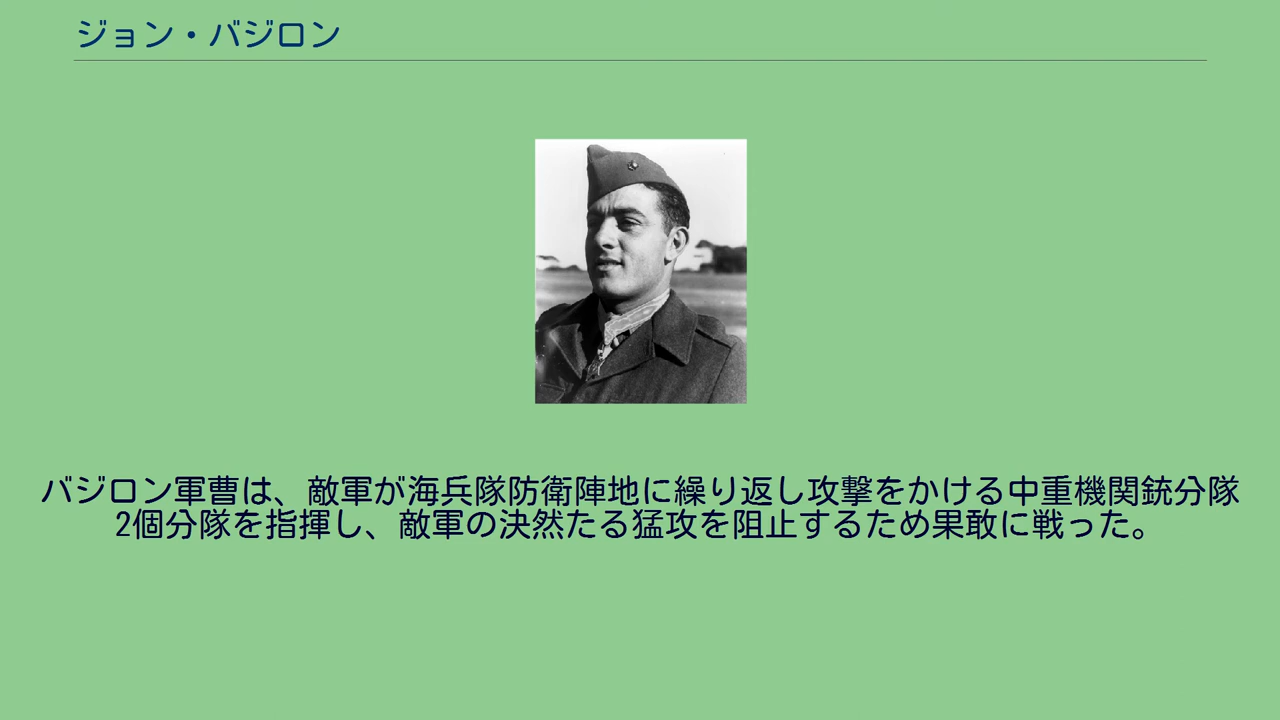 ジョン・バジロン
バジロン軍曹は、敵軍が海兵隊防衛陣地に繰り返し攻撃をかける中重機関銃分隊
2個分隊を指揮し、敵軍の決然たる猛攻を阻止するため果敢に戦った。